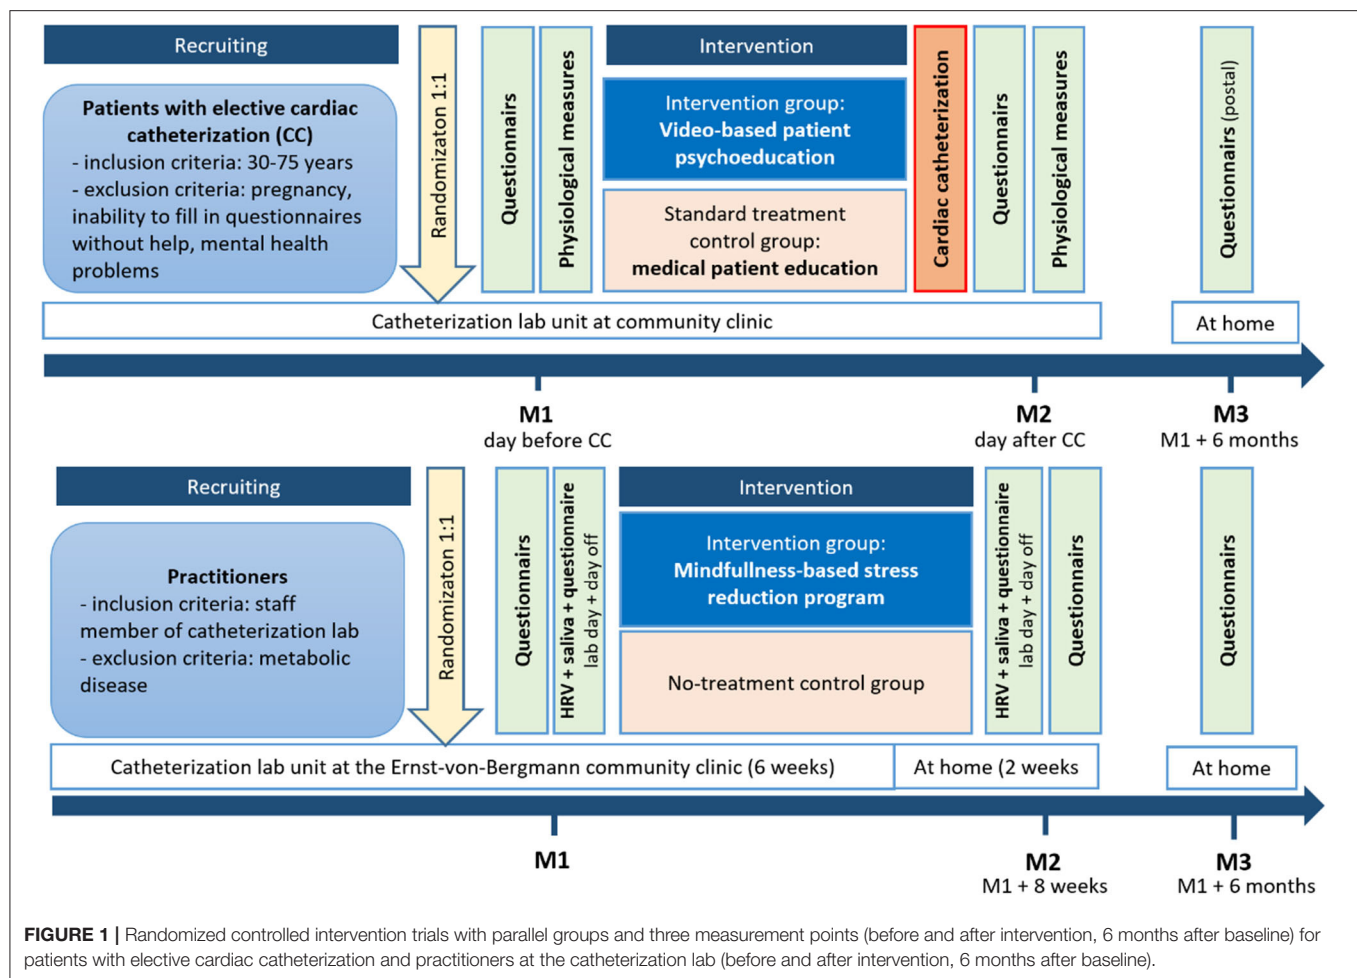 Recruiting
Patients with elective cardiac
catheterization (CC)
- inclusion criteria: 30-75 years
- exclusion criteria: pregnancy,
inability to fill in questionnaires
without help, mental health
problems
Randomizaton 1:1
Questionnairs
Physiological measures
Intervention
Intervention group:
Video-based patient
psychoeducation
Standard treatment
control group:
medical patient education
Cardiac catheterization
Questionnairs
Physiological measures
Questionnairs (postal)
Catheterization lab unit at community clinic
At home
M1
day before CC
M2
day after CC
M3
M1 + 6 months
Recruiting
Practitioners
- inclusion criteria: staff
member of catheterization lab
- exclusion criteria: metabolic
disease
Randomizaton 1:1
Questionnairs
HRV + saliva + questionnaire
lab day + day off
Intervention
Intervention group:
Mindfullness-based stress
reduction program
No-treatment control group
HRV + saliva + questionnaire
lab day + day off
Questionnairs
Questionnairs
Catheterization lab unit at the Ernst-von-Bergmann community clinic (6 weeks)
At home (2 weeks
At home
M1
M2
M1 + 8 weeks
M3
M1 + 6 months
FIGURE 1 | Randomized controlled intervention trials with parallel groups and three measurement points (before and after intervention, 6 months after baseline) for
patients with elective cardiac catheterization and practitioners at the catheterization lab (before and after intervention, 6 months after baseline).